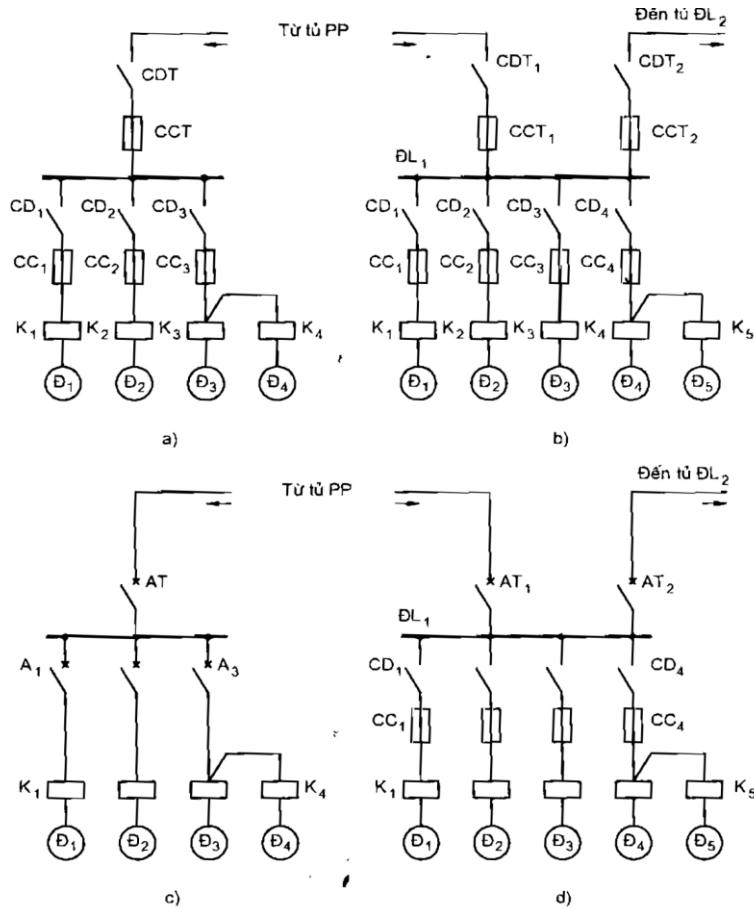 Từ tủ PP
Đến tủ ĐL2
CDT
CDT1
CDT2
CCT
CCT1
CCT2
ĐL1
CD1 CD2 CD3
CD1 CD2 CD3 CD4
CC1 CC2 CC3
CC1 CC2 CC3 CC4
K1 K2 K3 K4
K1 K2 K3 K4 K5
Đ1 Đ2 Đ3 Đ4
Đ1 Đ2 Đ3 Đ4 Đ5
a)
b)
Từ tủ PP
Đến tủ ĐL2
AT
AT1
AT2
ĐL1
A1 A3
CD1 CD4
CC1 CC4
K1 K4
K1 K5
Đ1 Đ2 Đ3 Đ4
Đ1 Đ2 Đ3 Đ4 Đ5
c)
d)